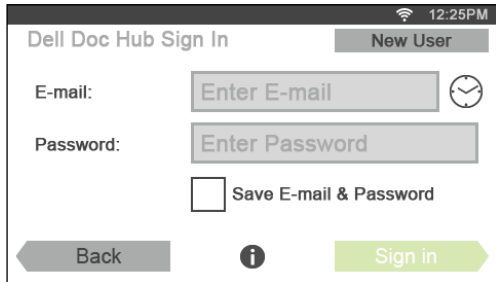 12:25PM
Dell Doc Hub Sign In
New User
E-mail:
Enter E-mail
Password:
Enter Password
Save E-mail & Password
Back
Sign in